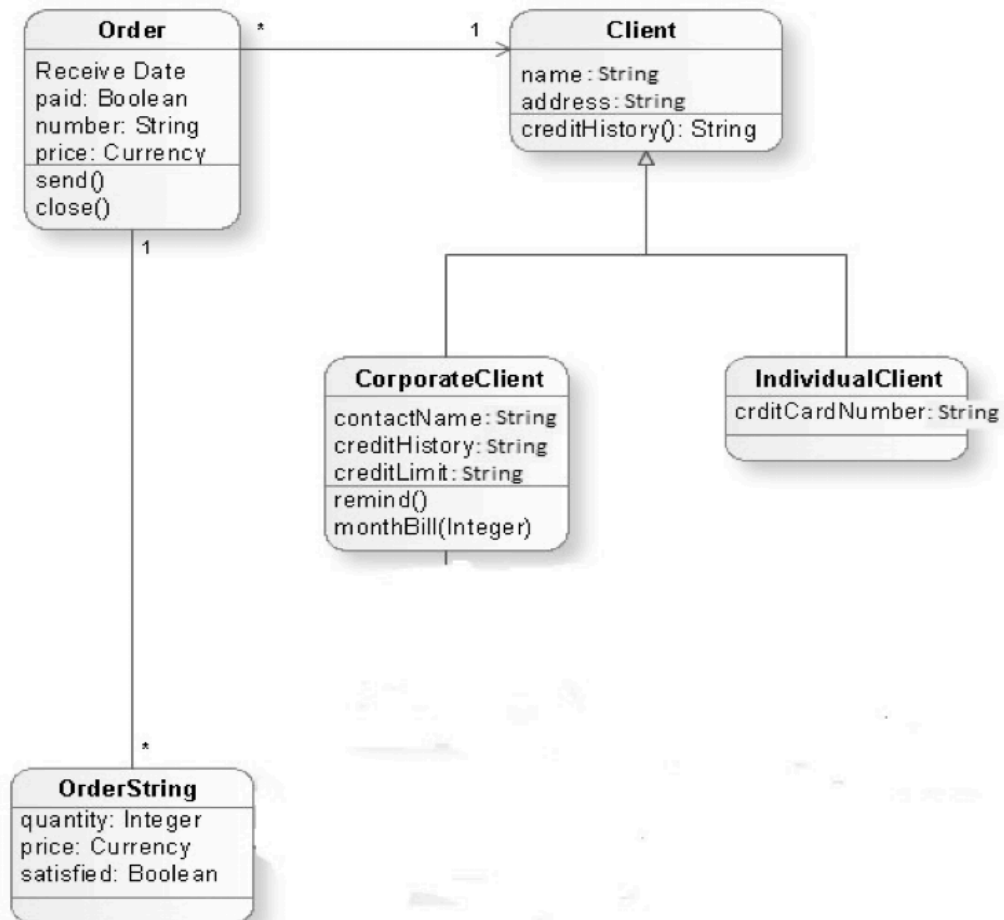 Order
Receive Date
paid: Boolean
number: String
price: Currency
send()
close()
*
1
Client
name: String
address: String
creditHistory(): String
1
CorporateClient
contactName: String
creditHistory: String
creditLimit: String
remind()
monthBill(Integer)
IndividualClient
crditCardNumber: String
*
OrderString
quantity: Integer
price: Currency
satisfied: Boolean